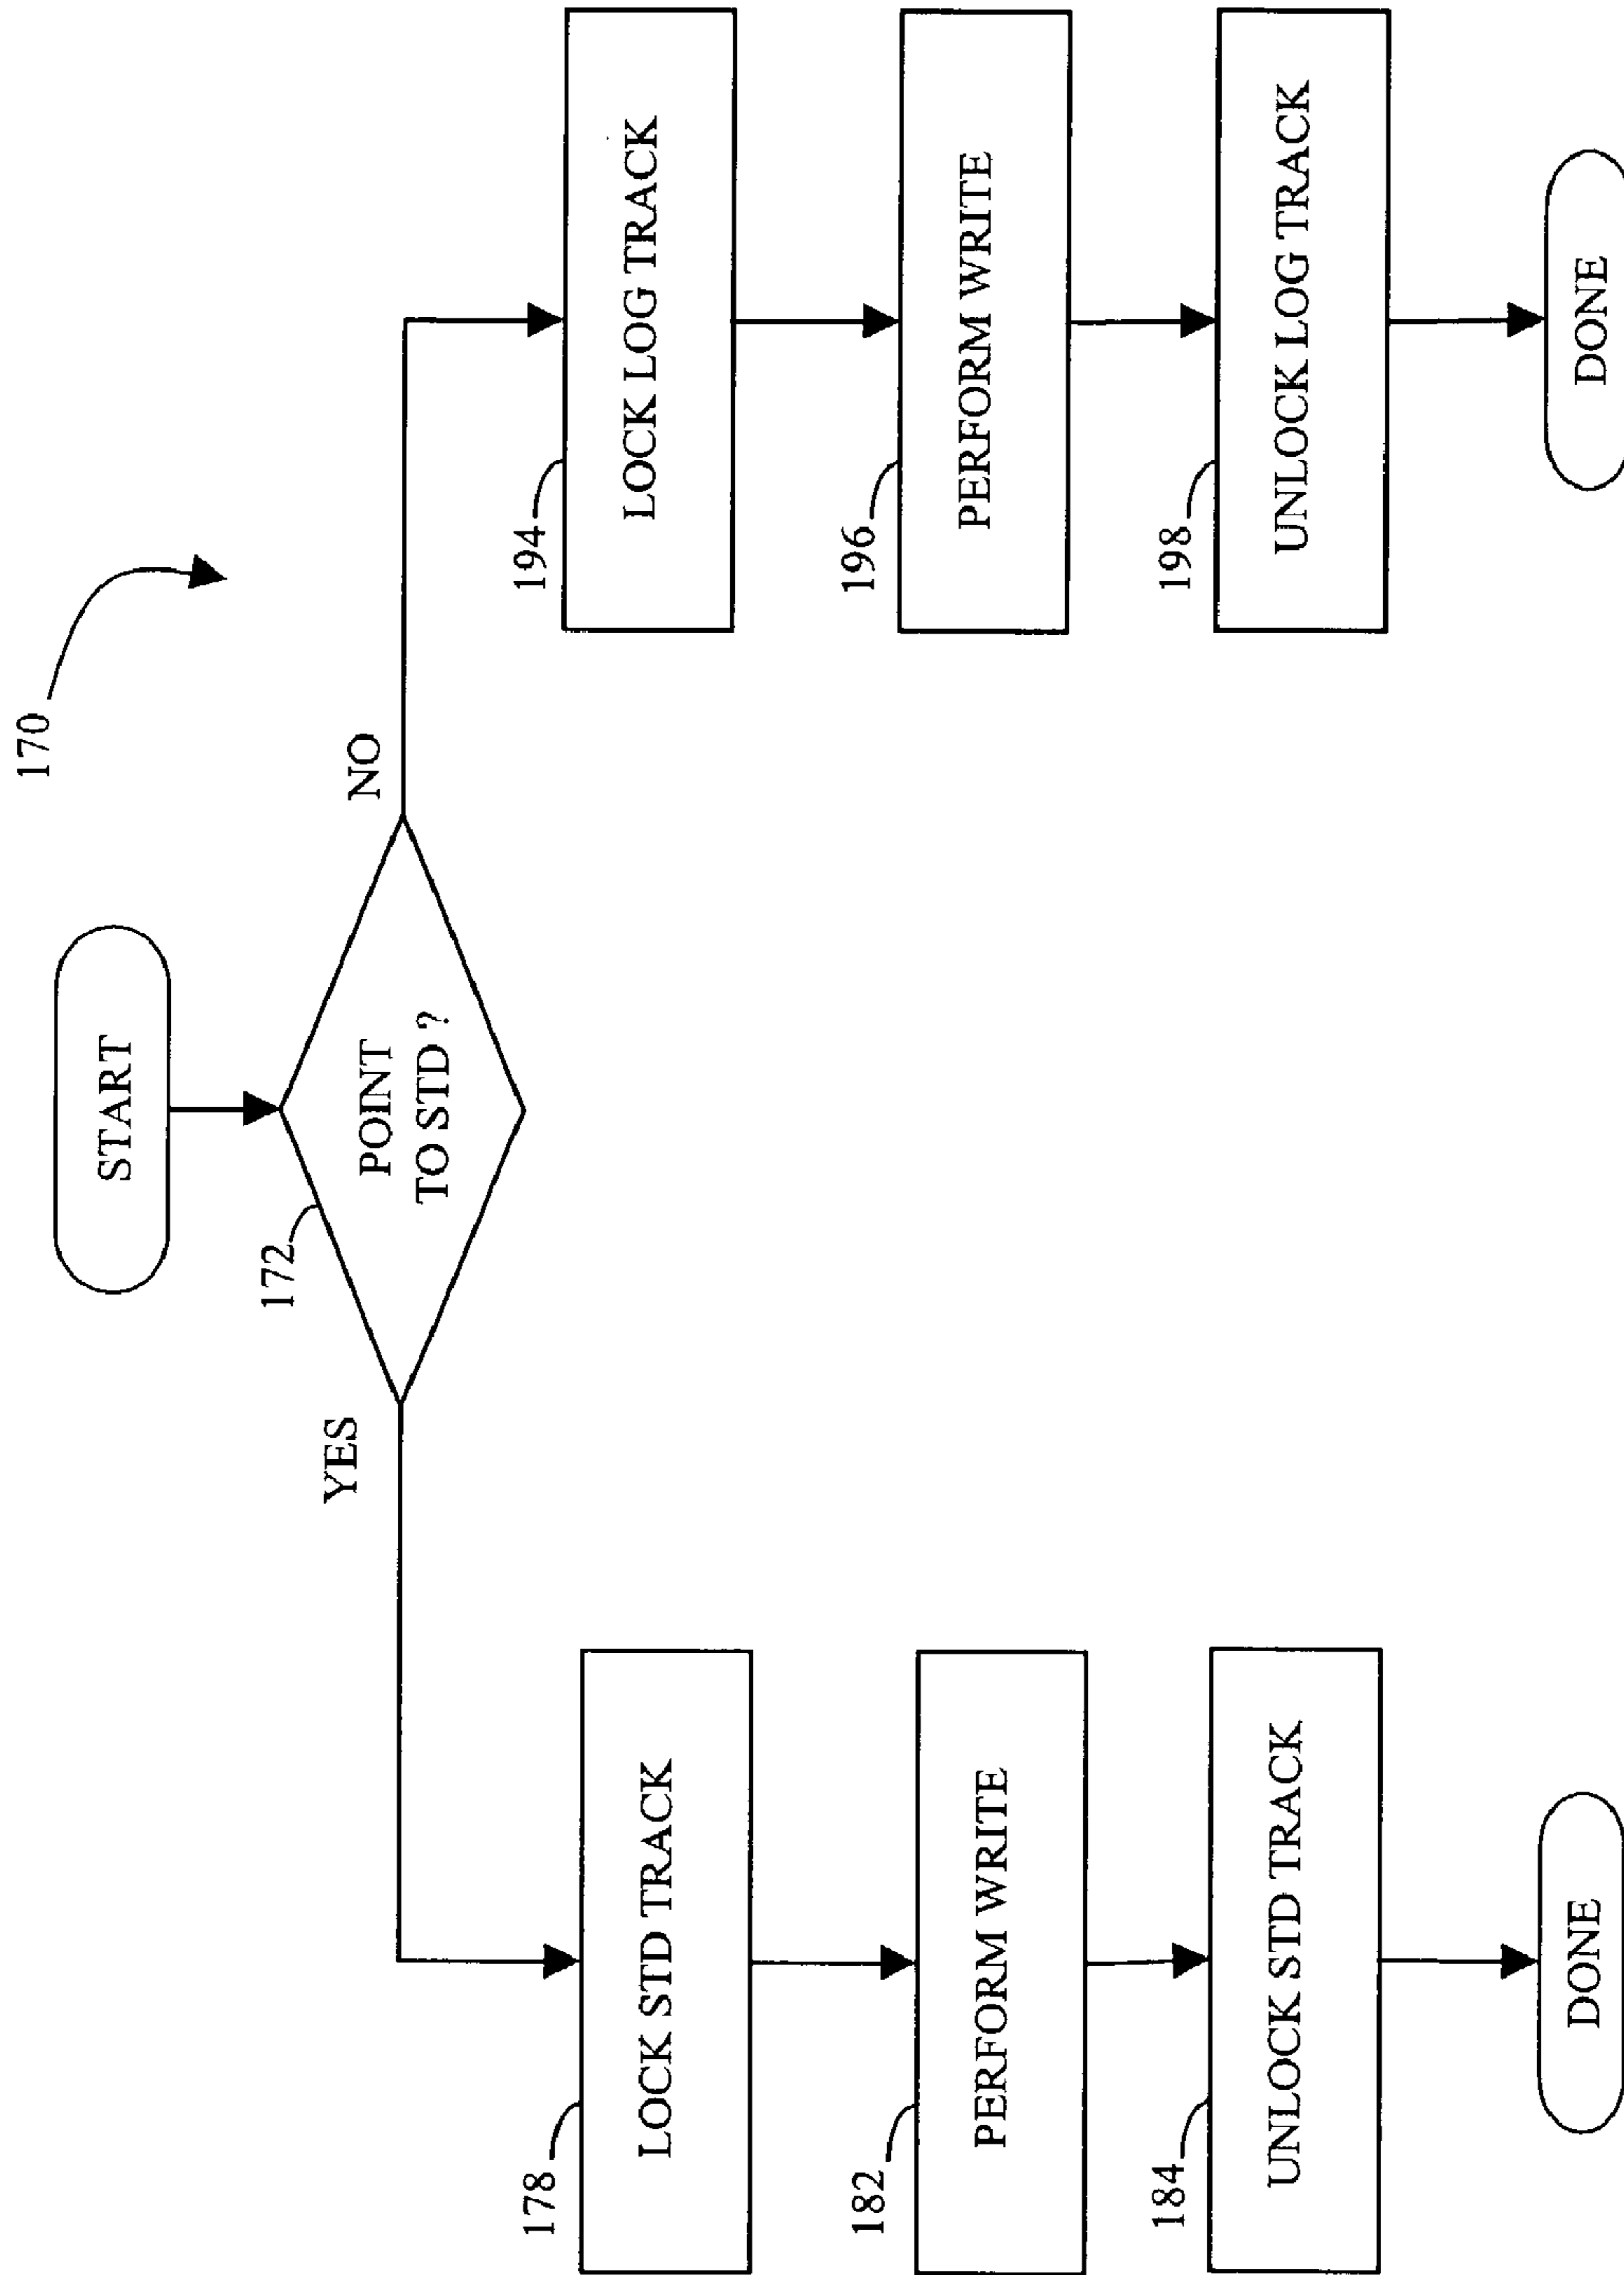 170
START
172
POINT
TO STD ?
YES
NO
178
LOCK STD TRACK
182
PERFORM WRITE
184
UNLOCK STD TRACK
DONE
194
LOCK LOG TRACK
196
PERFORM WRITE
198
UNLOCK LOG TRACK
DONE